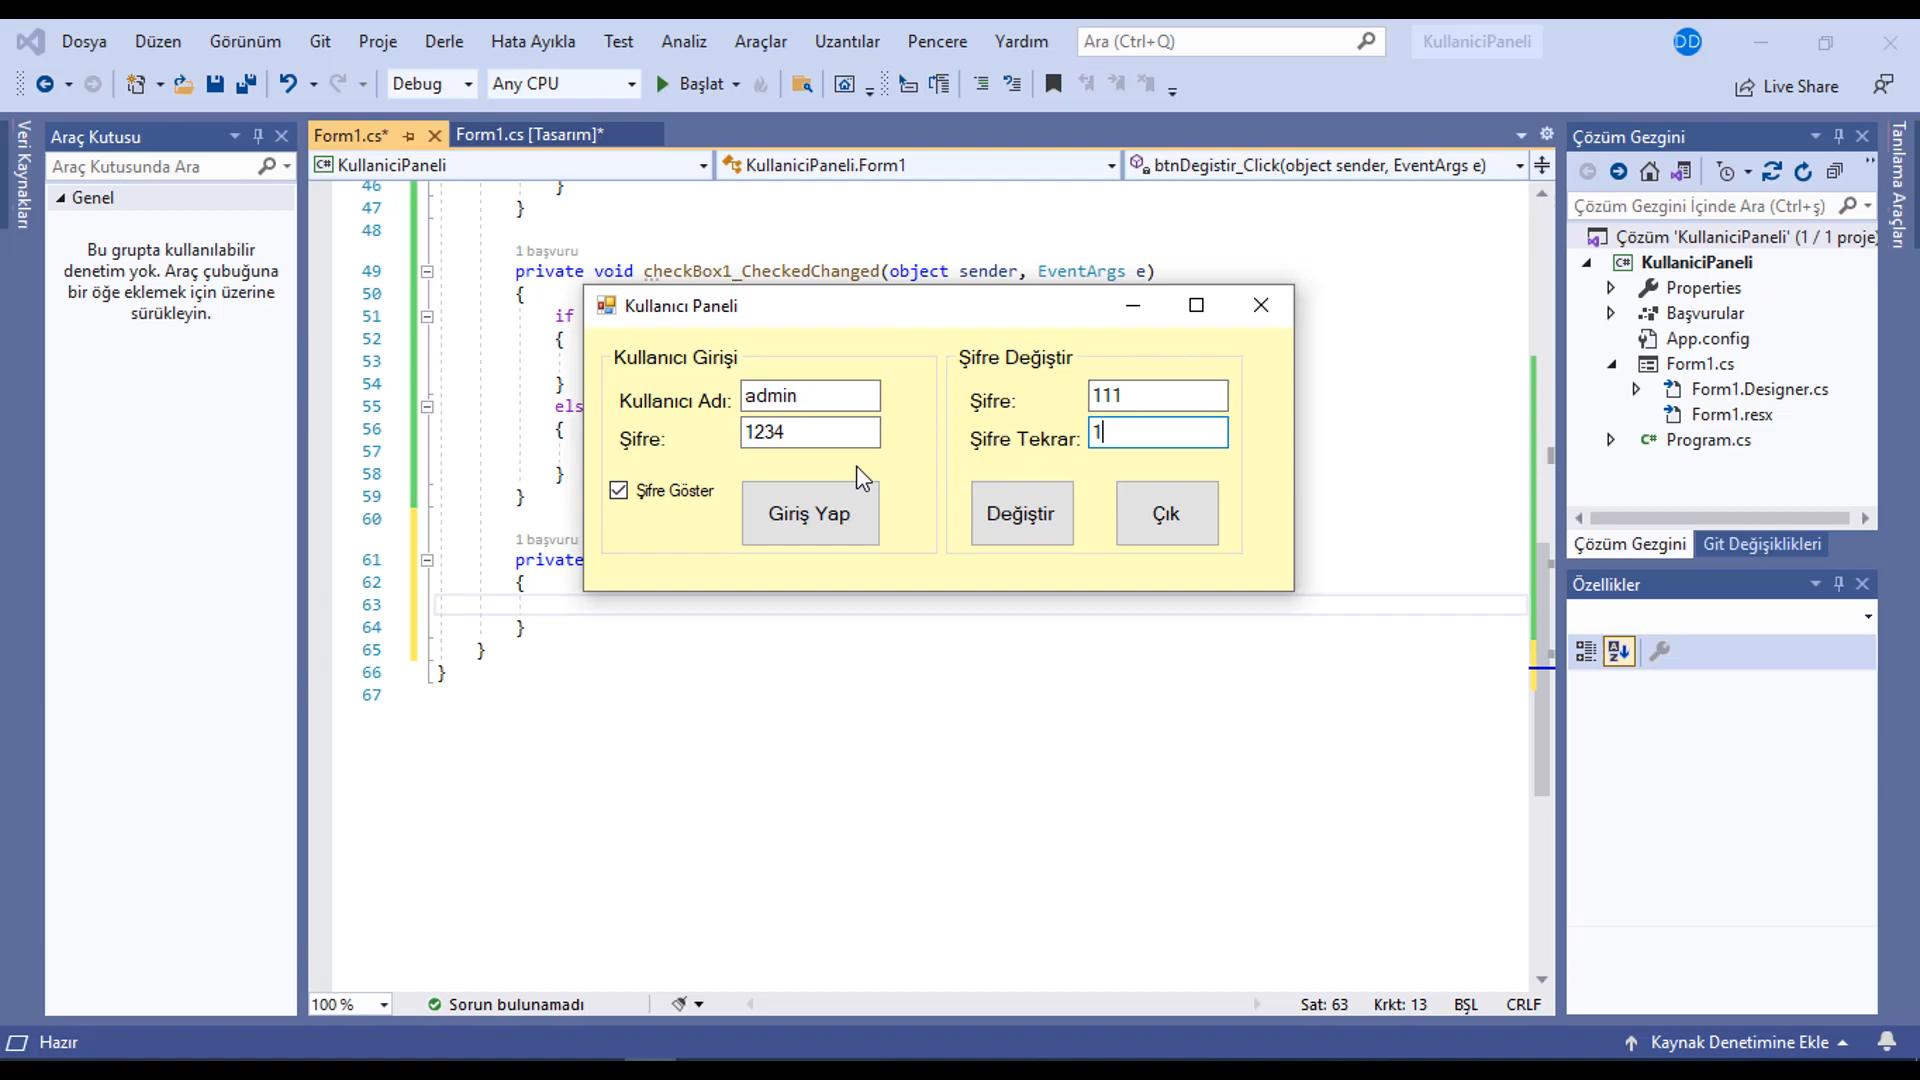 Dosya Düzen Görünüm Git Proje Derle Hata Ayıkla Test Analiz Araçlar Uzantılar Pencere Yardım Ara (Ctrl+Q) KullaniciPaneli DD
Debug Any CPU Başlat Live Share
Veri Kaynakları
Araç Kutusu
Araç Kutusunda Ara
Genel
Bu grupta kullanılabilir
denetim yok. Araç çubuğuna
bir öğe eklemek için üzerine
sürükleyin.
Form1.cs* Form1.cs [Tasarım]*
C# KullaniciPaneli KullaniciPaneli.Form1 btnDegistir_Click(object sender, EventArgs e)
46 }
47 }
48
1 başvuru
49 private void checkBox1_CheckedChanged(object sender, EventArgs e)
50 {
51 if
52 {
53
54 }
55 els
56 {
57
58 }
59 }
60
1 başvuru
61 private
62 {
63
64 }
65 }
66 }
67
Kullanıcı Paneli
Kullanıcı Girişi
Kullanıcı Adı: admin
Şifre: 1234
Şifre Göster
Giriş Yap
Şifre Değiştir
Şifre: 111
Şifre Tekrar: 1
Değiştir Çık
100 % Sorun bulunamadı Sat: 63 Krkt: 13 BŞL CRLF
Çözüm Gezgini
Çözüm Gezgini İçinde Ara (Ctrl+ş)
Çözüm 'KullaniciPaneli' (1 / 1 proje)
C# KullaniciPaneli
Properties
Başvurular
App.config
Form1.cs
Form1.Designer.cs
Form1.resx
C# Program.cs
Çözüm Gezgini Git Değişiklikleri
Özellikler
Tanılama Araçları
Hazır Kaynak Denetimine Ekle